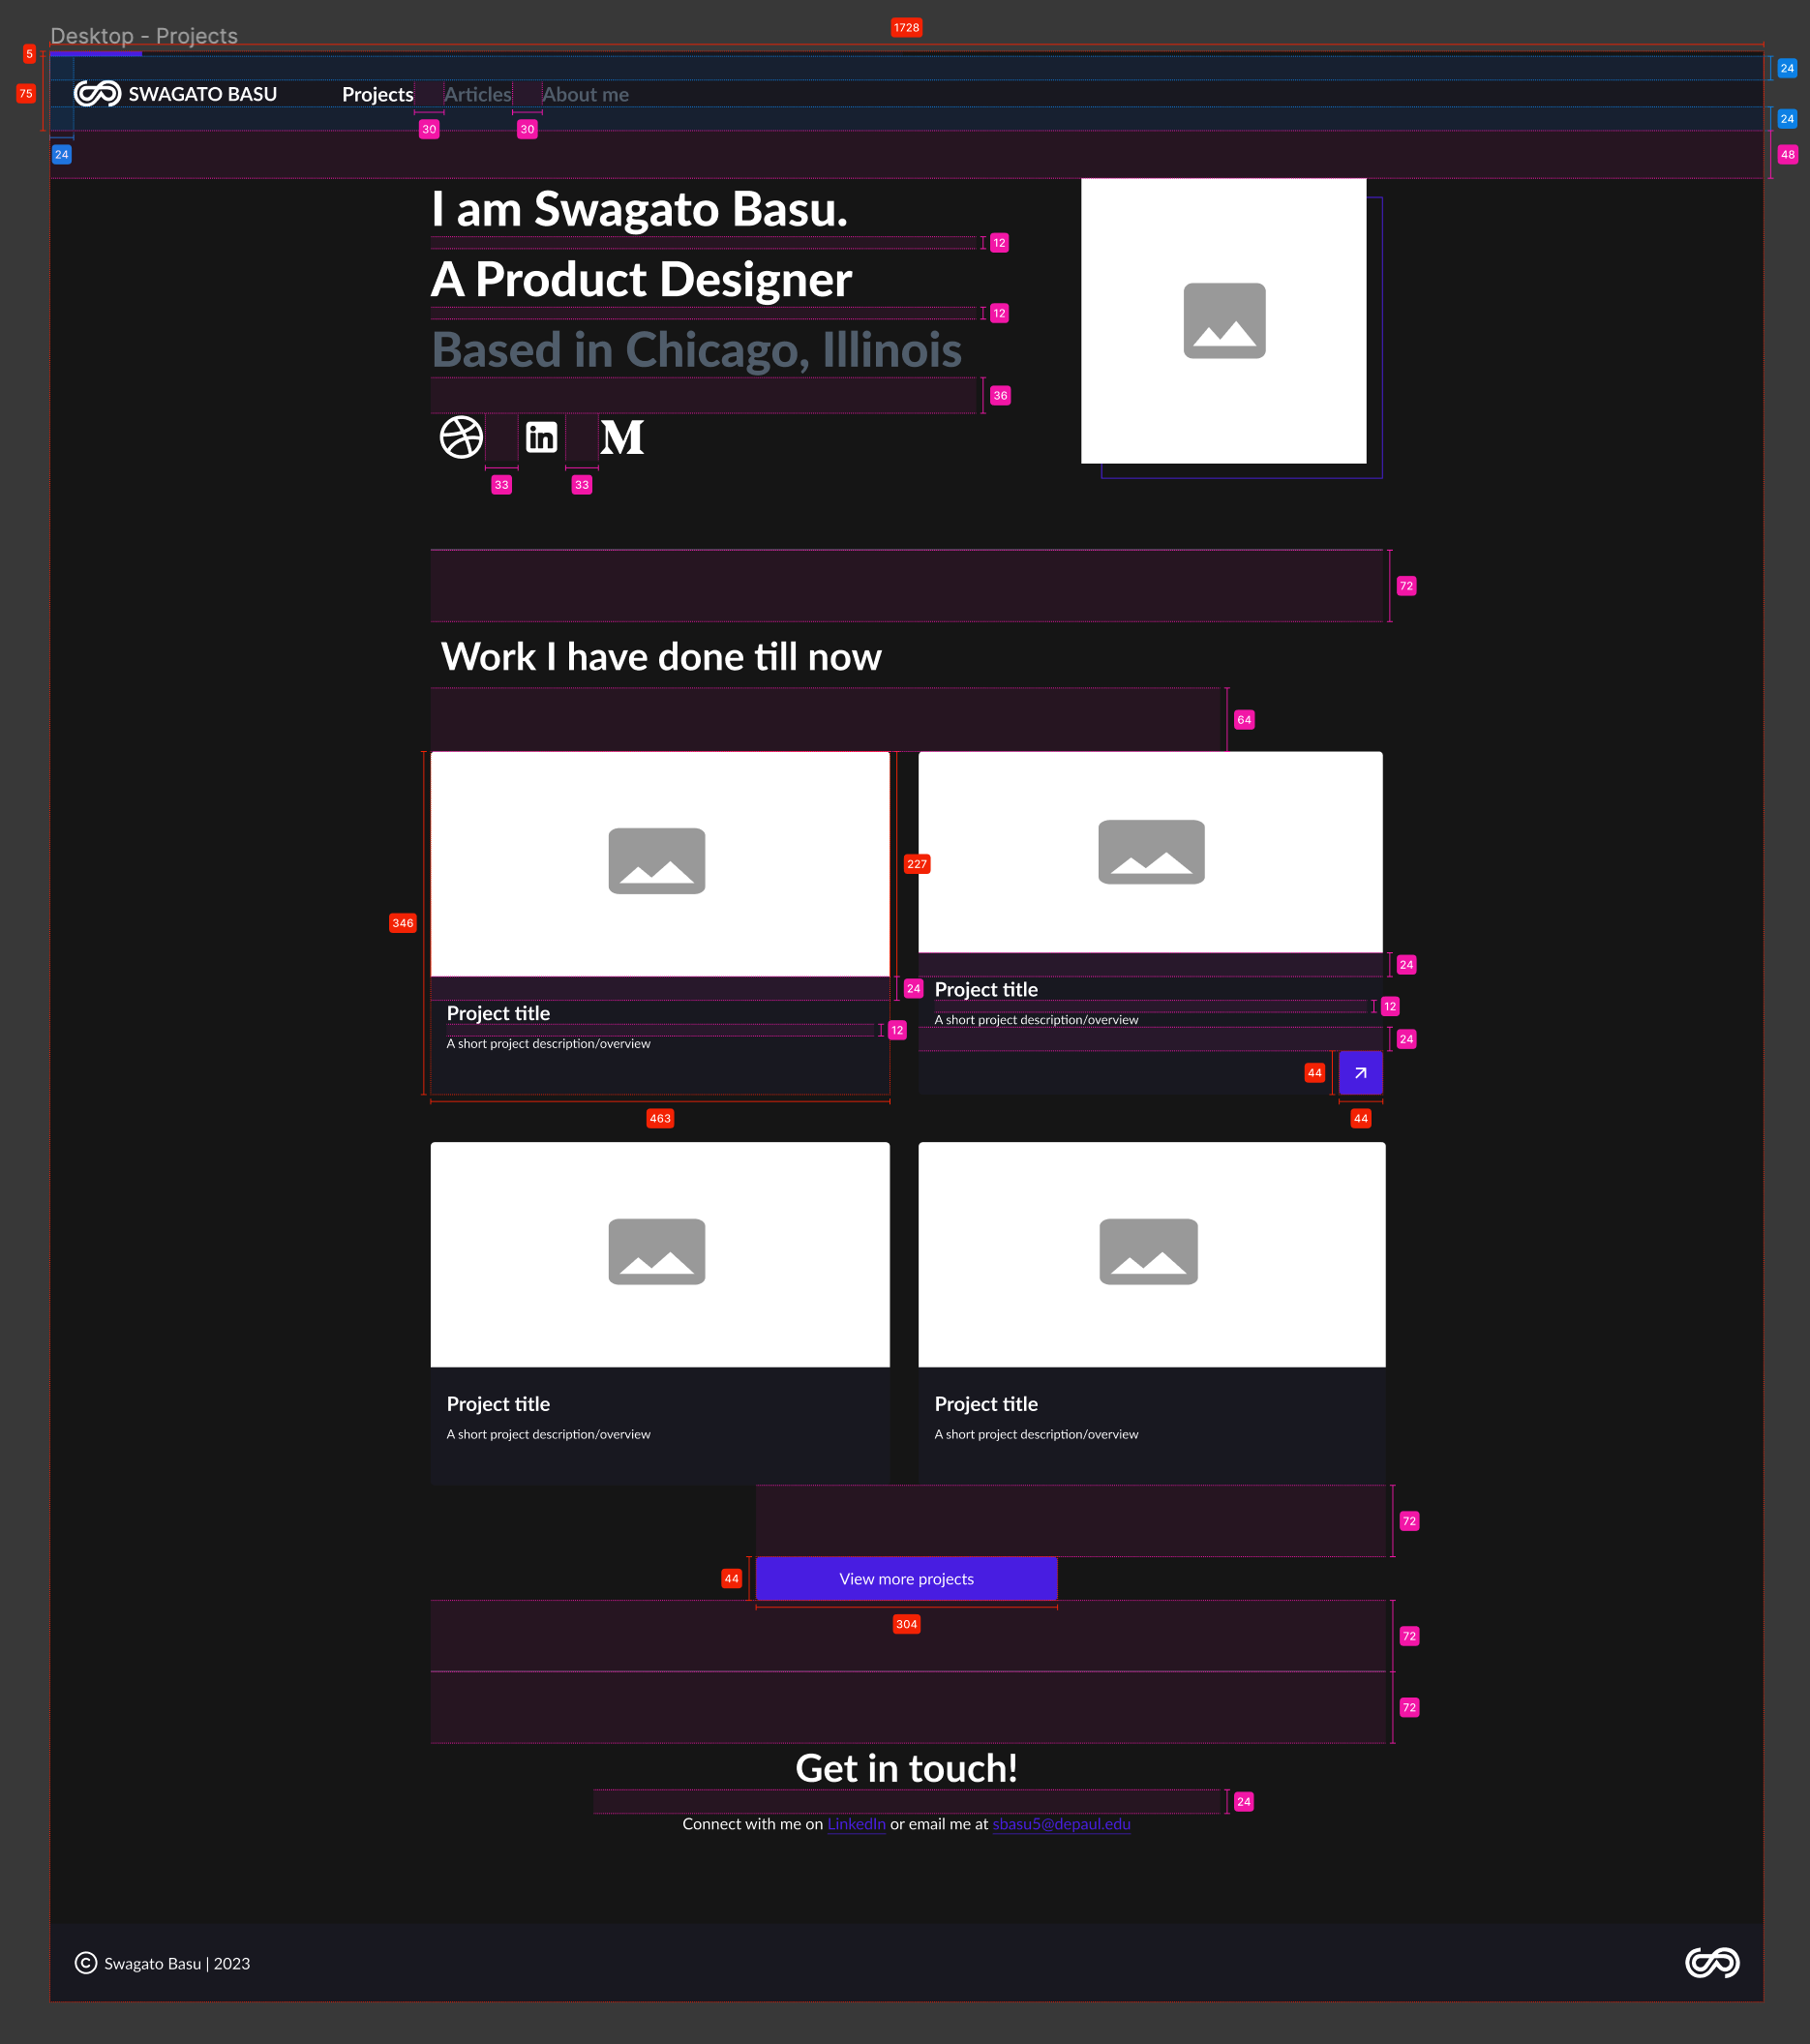 Desktop - Projects
1728
5
75
24
SWAGATO BASU
Projects
Articles
About me
30
30
24
24
48
I am Swagato Basu.
12
A Product Designer
12
Based in Chicago, Illinois
36
in
33
33
72
Work I have done till now
64
227
346
24
24
Project title
12
A short project description/overview
24
Project title
12
A short project description/overview
44
44
463
Project title
A short project description/overview
Project title
A short project description/overview
72
44
View more projects
304
72
72
Get in touch!
24
Connect with me on LinkedIn or email me at sbasu5@depaul.edu
© Swagato Basu | 2023